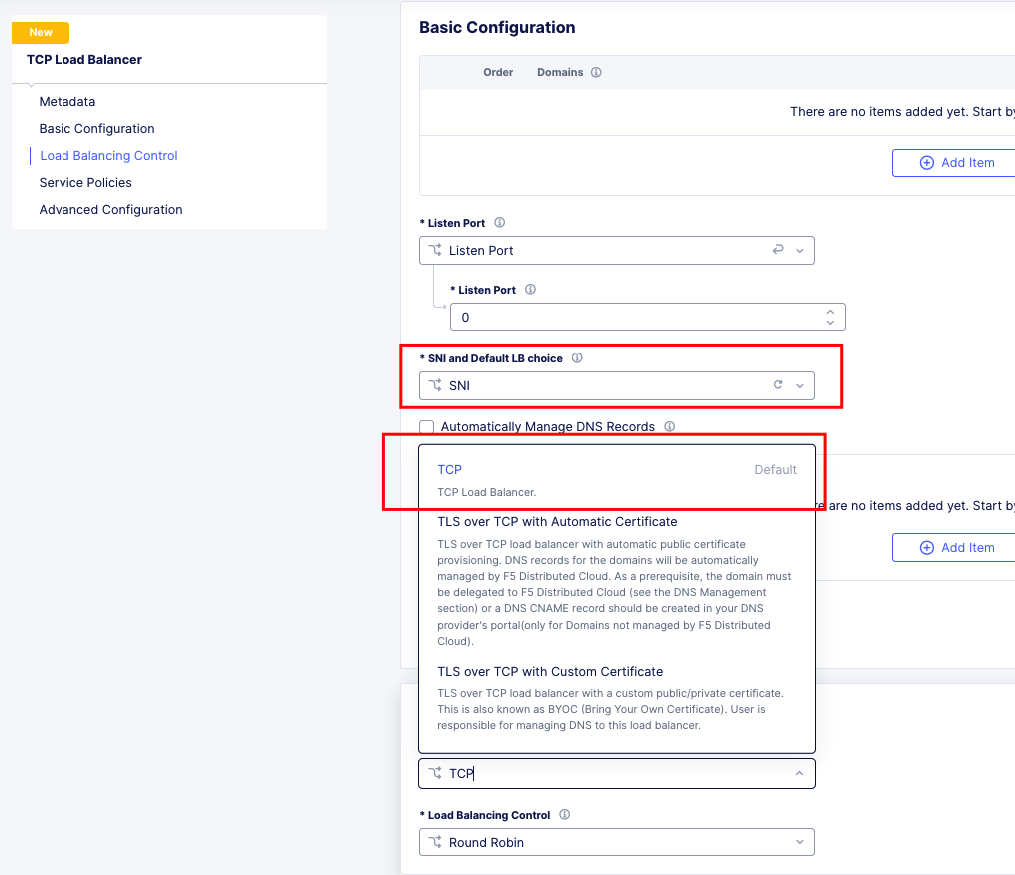 New
TCP Load Balancer
Metadata
Basic Configuration
Load Balancing Control
Service Policies
Advanced Configuration
Basic Configuration
Order Domains
There are no items added yet. Start by
Add Item
* Listen Port
Listen Port
* Listen Port
0
* SNI and Default LB choice
SNI
Automatically Manage DNS Records
TCP Default
TCP Load Balancer.
re are no items added yet. Start by
TLS over TCP with Automatic Certificate
TLS over TCP load balancer with automatic public certificate
Add Item
provisioning. DNS records for the domains will be automatically
managed by F5 Distributed Cloud. As a prerequisite, the domain must
be delegated to F5 Distributed Cloud (see the DNS Management
section) or a DNS CNAME record should be created in your DNS
provider's portal(only for Domains not managed by F5 Distributed
Cloud).
TLS over TCP with Custom Certificate
TLS over TCP load balancer with a custom public/private certificate.
This is also known as BYOC (Bring Your Own Certificate). User is
responsible for managing DNS to this load balancer.
TCP
* Load Balancing Control
Round Robin